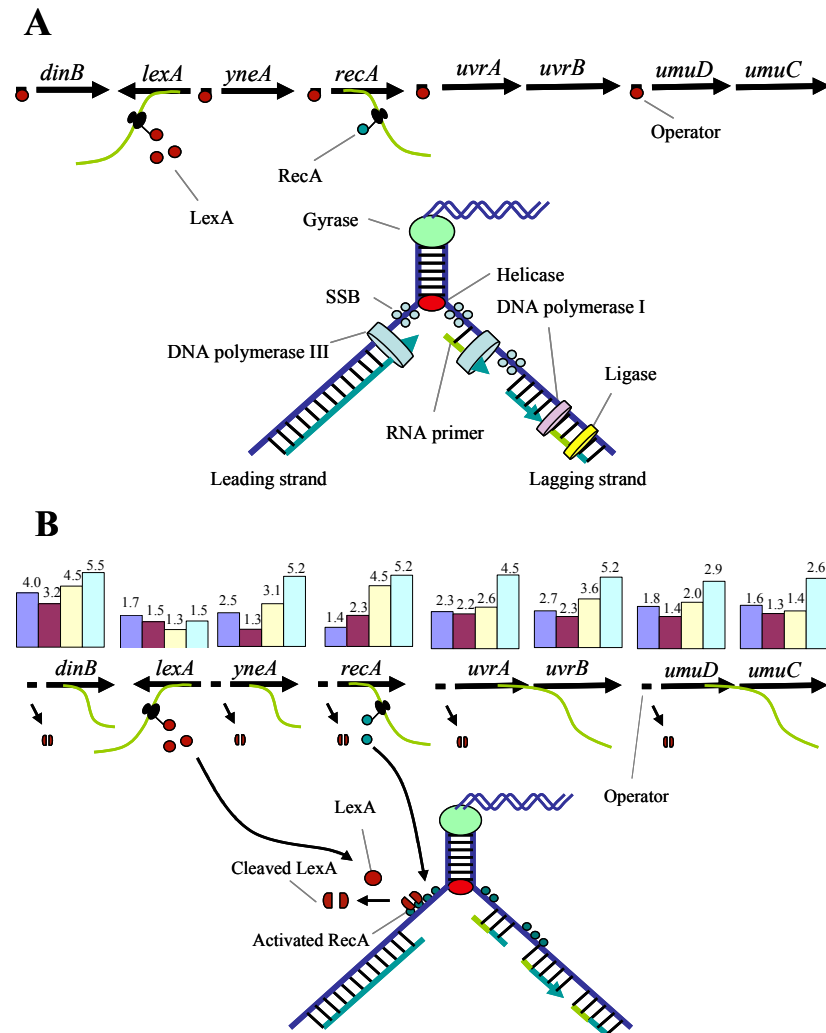 A
dinB lexA yneA recA uvrA uvrB umuD umuC
Operator
RecA
LexA
Gyrase
Helicase
SSB
DNA polymerase I
DNA polymerase III
Ligase
RNA primer
Leading strand
Lagging strand
B
4.0 3.2 4.5 5.5
1.7 1.5 1.3 1.5
2.5 1.3 3.1 5.2
1.4 2.3 4.5 5.2
2.3 2.2 2.6 4.5
2.7 2.3 3.6 5.2
1.8 1.4 2.0 2.9
1.6 1.3 1.4 2.6
dinB lexA yneA recA uvrA uvrB umuD umuC
Operator
LexA
Cleaved LexA
Activated RecA